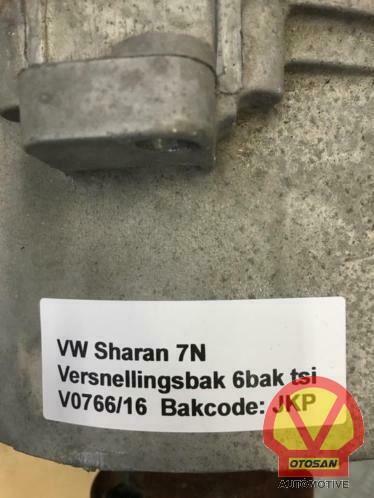 VW Sharan 7N
Versnellingsbak 6bak tsi
V0766/16 Bakcode: JKP
OTOSAN
AUTOMOTIVE